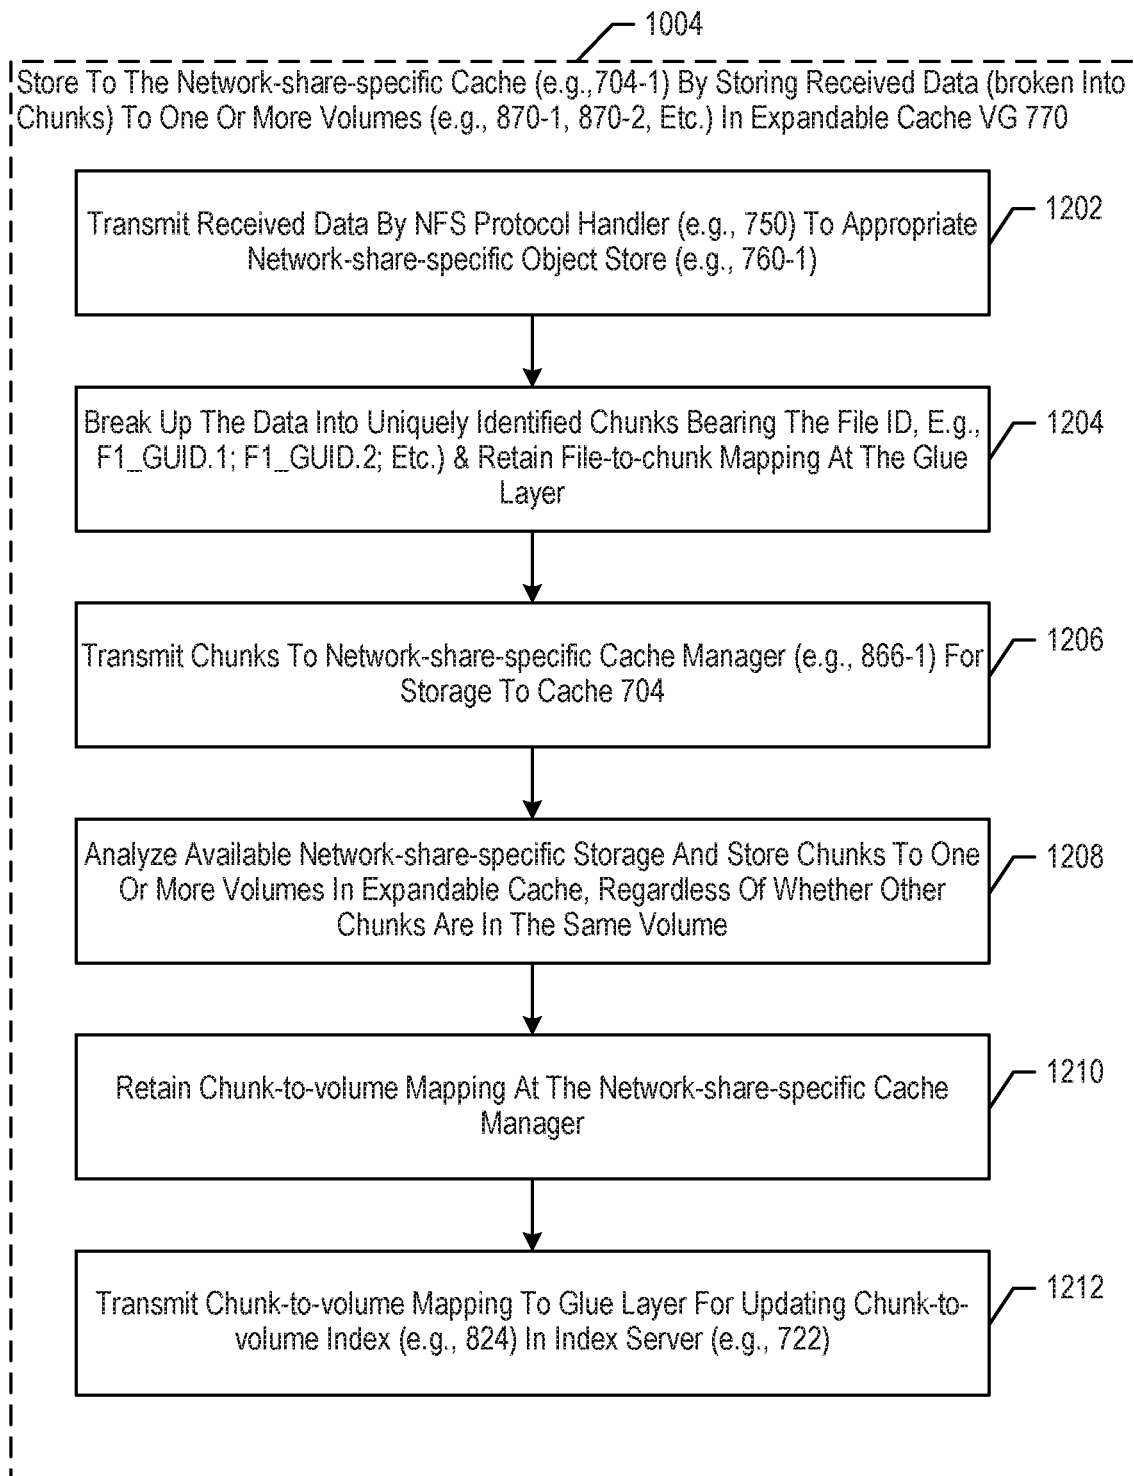 1004
Store To The Network-share-specific Cache (e.g.,704-1) By Storing Received Data (broken Into
Chunks) To One Or More Volumes (e.g., 870-1, 870-2, Etc.) In Expandable Cache VG 770
1202
Transmit Received Data By NFS Protocol Handler (e.g., 750) To Appropriate
Network-share-specific Object Store (e.g., 760-1)
1204
Break Up The Data Into Uniquely Identified Chunks Bearing The File ID, E.g.,
F1_GUID.1; F1_GUID.2; Etc.) & Retain File-to-chunk Mapping At The Glue
Layer
1206
Transmit Chunks To Network-share-specific Cache Manager (e.g., 866-1) For
Storage To Cache 704
1208
Analyze Available Network-share-specific Storage And Store Chunks To One
Or More Volumes In Expandable Cache, Regardless Of Whether Other
Chunks Are In The Same Volume
1210
Retain Chunk-to-volume Mapping At The Network-share-specific Cache
Manager
1212
Transmit Chunk-to-volume Mapping To Glue Layer For Updating Chunk-to-
volume Index (e.g., 824) In Index Server (e.g., 722)